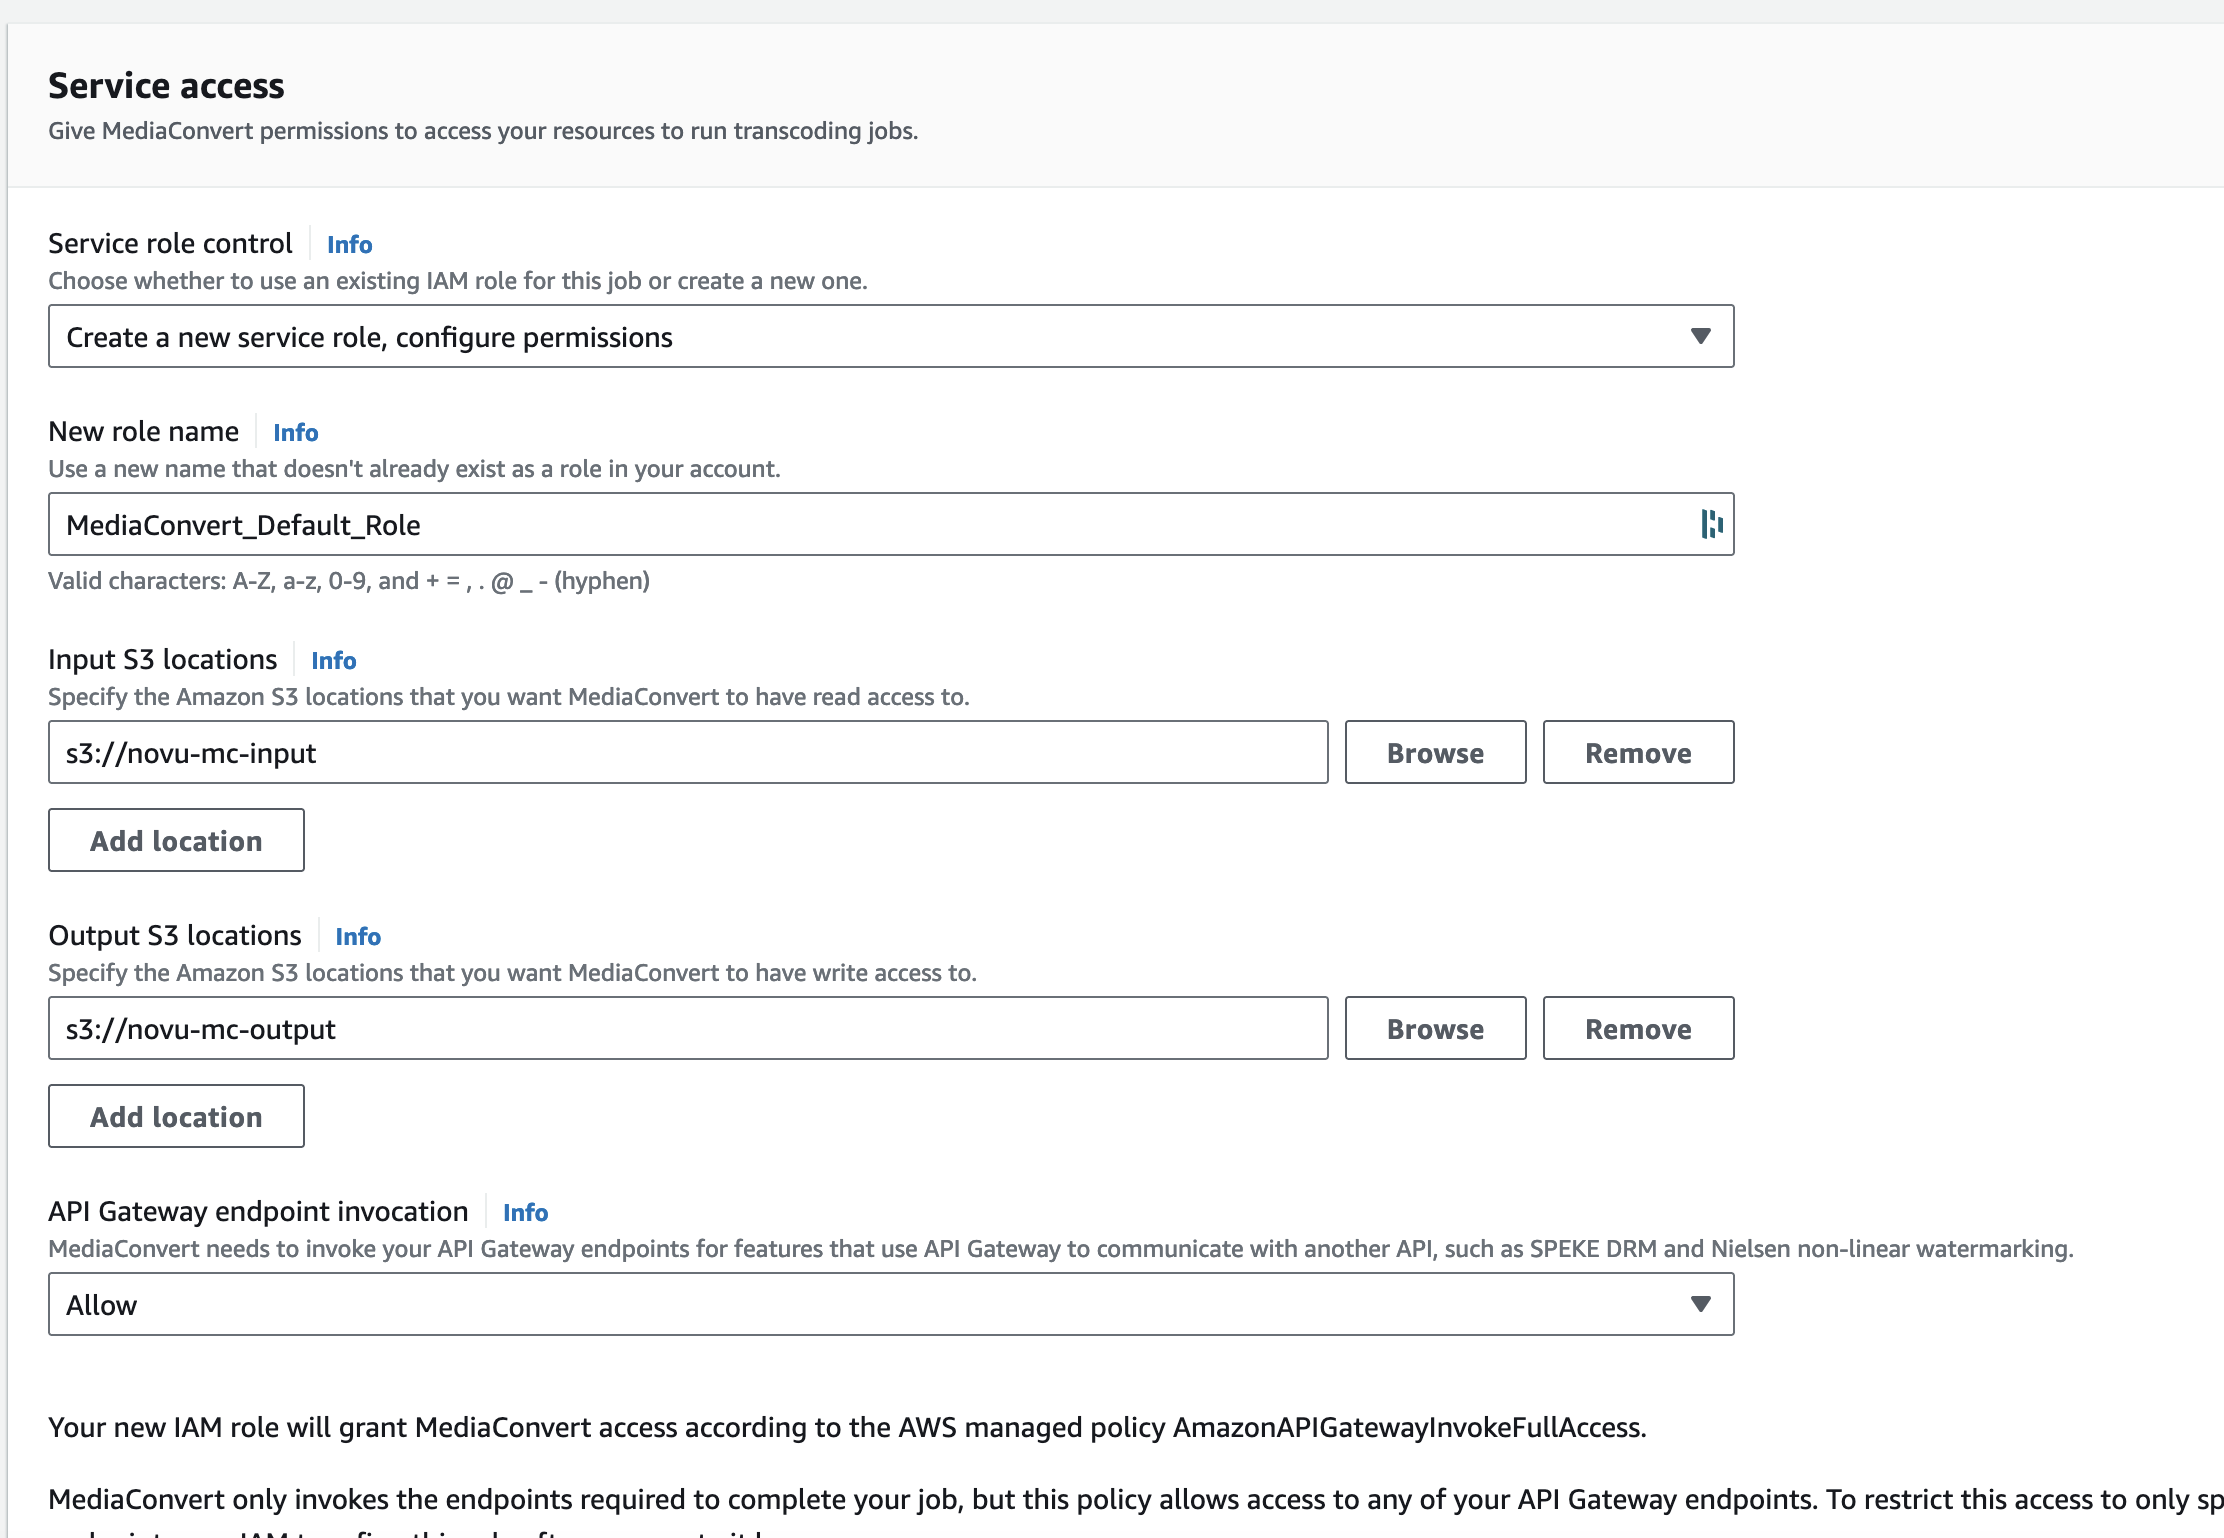 Service access
Give MediaConvert permissions to access your resources to run transcoding jobs.
Service role control Info
Choose whether to use an existing IAM role for this job or create a new one.
Create a new service role, configure permissions
New role name Info
Use a new name that doesn't already exist as a role in your account.
MediaConvert_Default_Role
Valid characters: A-Z, a-z, 0-9, and + = , . @ _ - (hyphen)
Input S3 locations Info
Specify the Amazon S3 locations that you want MediaConvert to have read access to.
s3://novu-mc-input Browse Remove
Add location
Output S3 locations Info
Specify the Amazon S3 locations that you want MediaConvert to have write access to.
s3://novu-mc-output Browse Remove
Add location
API Gateway endpoint invocation Info
MediaConvert needs to invoke your API Gateway endpoints for features that use API Gateway to communicate with another API, such as SPEKE DRM and Nielsen non-linear watermarking.
Allow
Your new IAM role will grant MediaConvert access according to the AWS managed policy AmazonAPIGatewayInvokeFullAccess.
MediaConvert only invokes the endpoints required to complete your job, but this policy allows access to any of your API Gateway endpoints. To restrict this access to only sp